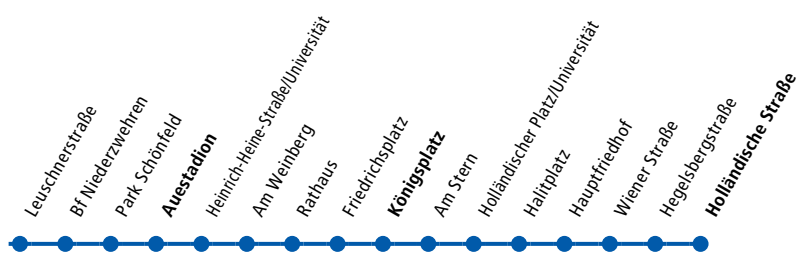 Leuschnerstraße
Bf Niederzwehren
Park Schönfeld
Auestadion
Heinrich-Heine-Straße/Universität
Am Weinberg
Rathaus
Friedrichsplatz
Königsplatz
Am Stern
Holländischer Platz/Universität
Halitplatz
Hauptfriedhof
Wiener Straße
Hegelsbergstraße
Holländische Straße